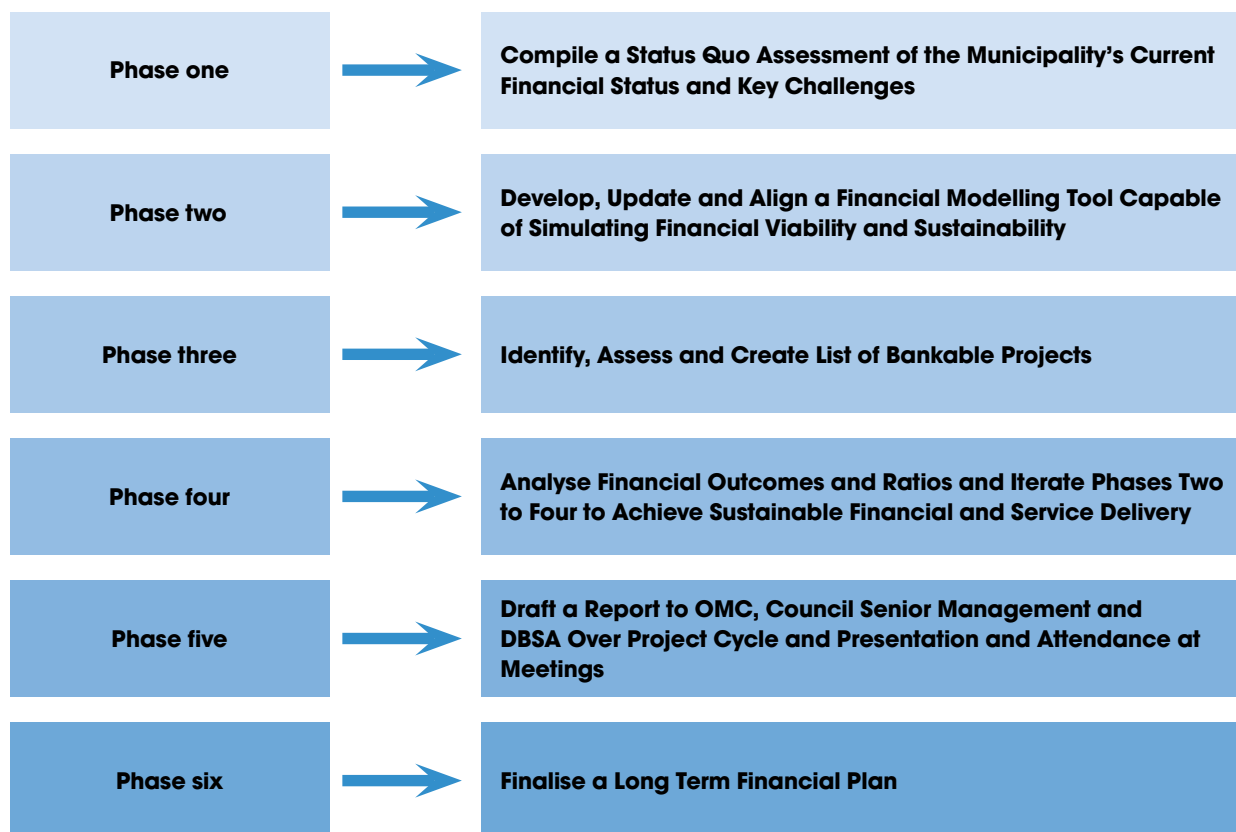 Phase one
Compile a Status Quo Assessment of the Municipality's Current
Financial Status and Key Challenges
Phase two
Develop, Update and Align a Financial Modelling Tool Capable
of Simulating Financial Viability and Sustainability
Phase three
Identify, Assess and Create List of Bankable Projects
Phase four
Analyse Financial Outcomes and Ratios and Iterate Phases Two
to Four to Achieve Sustainable Financial and Service Delivery
Phase five
Draft a Report to OMC, Council Senior Management and
DBSA Over Project Cycle and Presentation and Attendance at
Meetings
Phase six
Finalise a Long Term Financial Plan